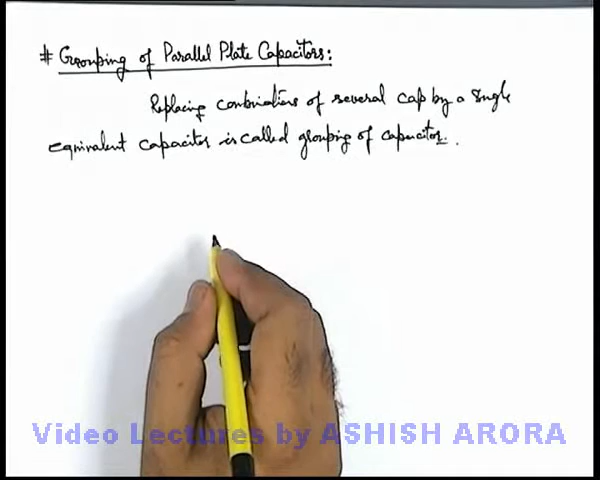 # Grouping of Parallel Plate Capacitors:
Replacing combinations of several cap by a single
equivalent capacitor is called grouping of capacitors.
Video Lectures by ASHISH ARORA